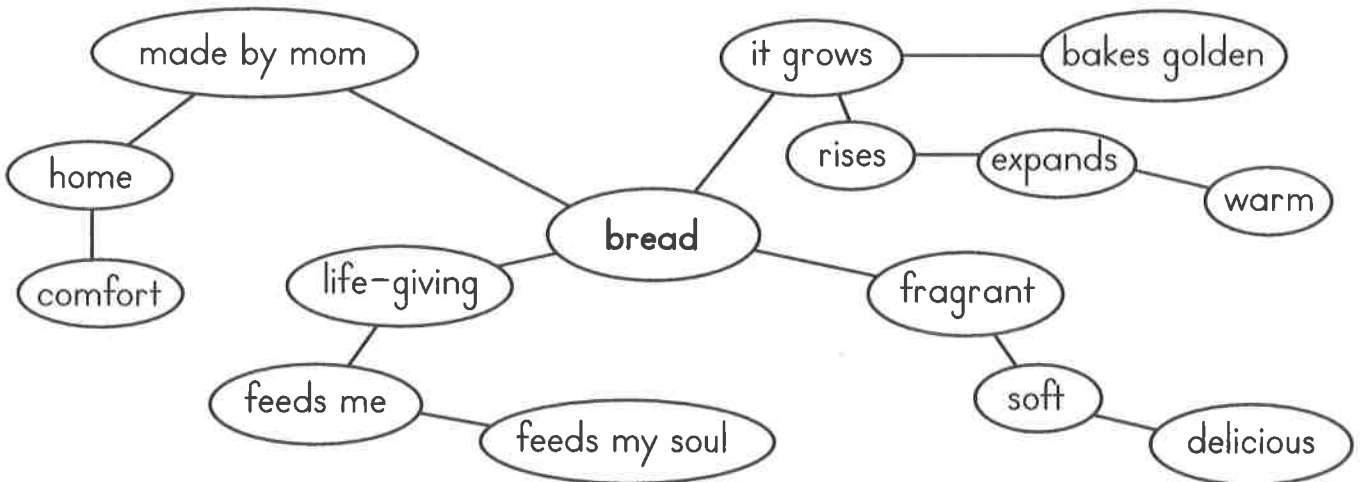 made by mom
it grows
bakes golden
rises
expands
home
warm
bread
life-giving
fragrant
comfort
feeds me
soft
feeds my soul
delicious